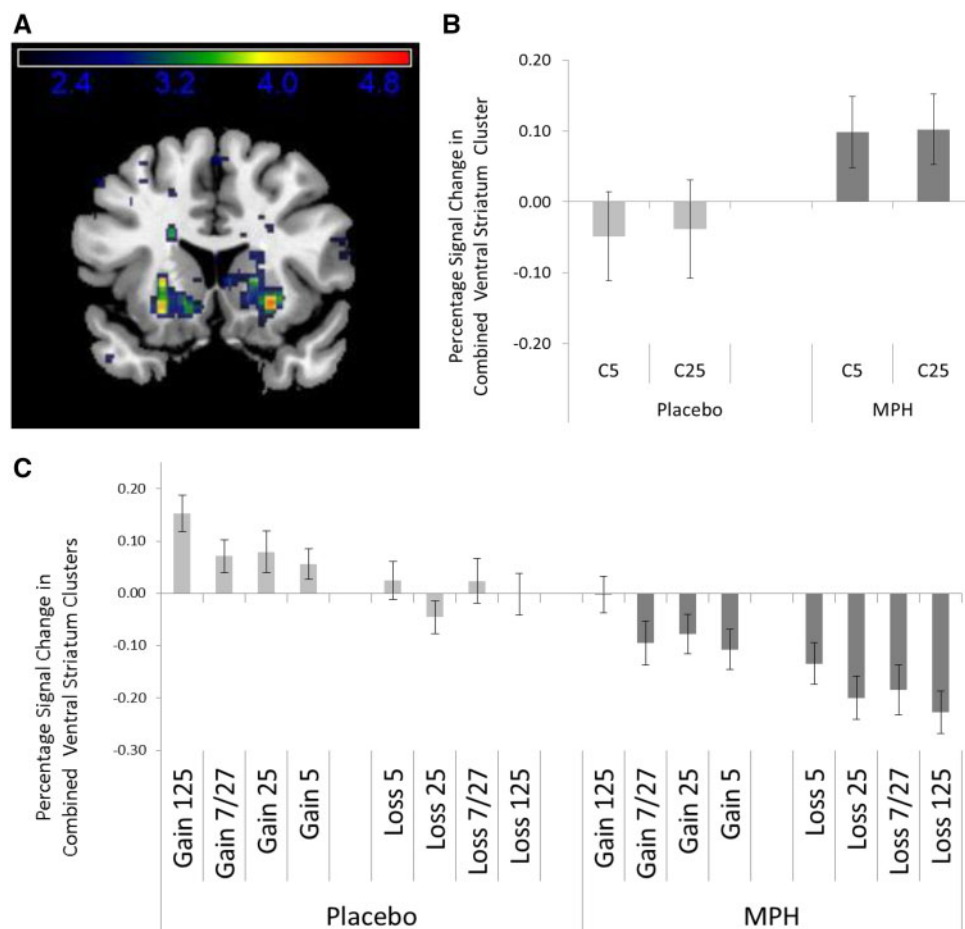 A
2.4 3.2 4.0 4.8
B
Percentage Signal Change in
Combined Ventral Striatum Cluster
0.20
0.10
0.00
-0.10
-0.20
C5 C25 C5 C25
Placebo MPH
C
Percentage Signal Change in
Combined Ventral Striatum Clusters
0.20
0.10
0.00
-0.10
-0.20
-0.30
Gain 125
Gain 7/27
Gain 25
Gain 5
Loss 5
Loss 25
Loss 7/27
Loss 125
Gain 125
Gain 7/27
Gain 25
Gain 5
Loss 5
Loss 25
Loss 7/27
Loss 125
Placebo MPH